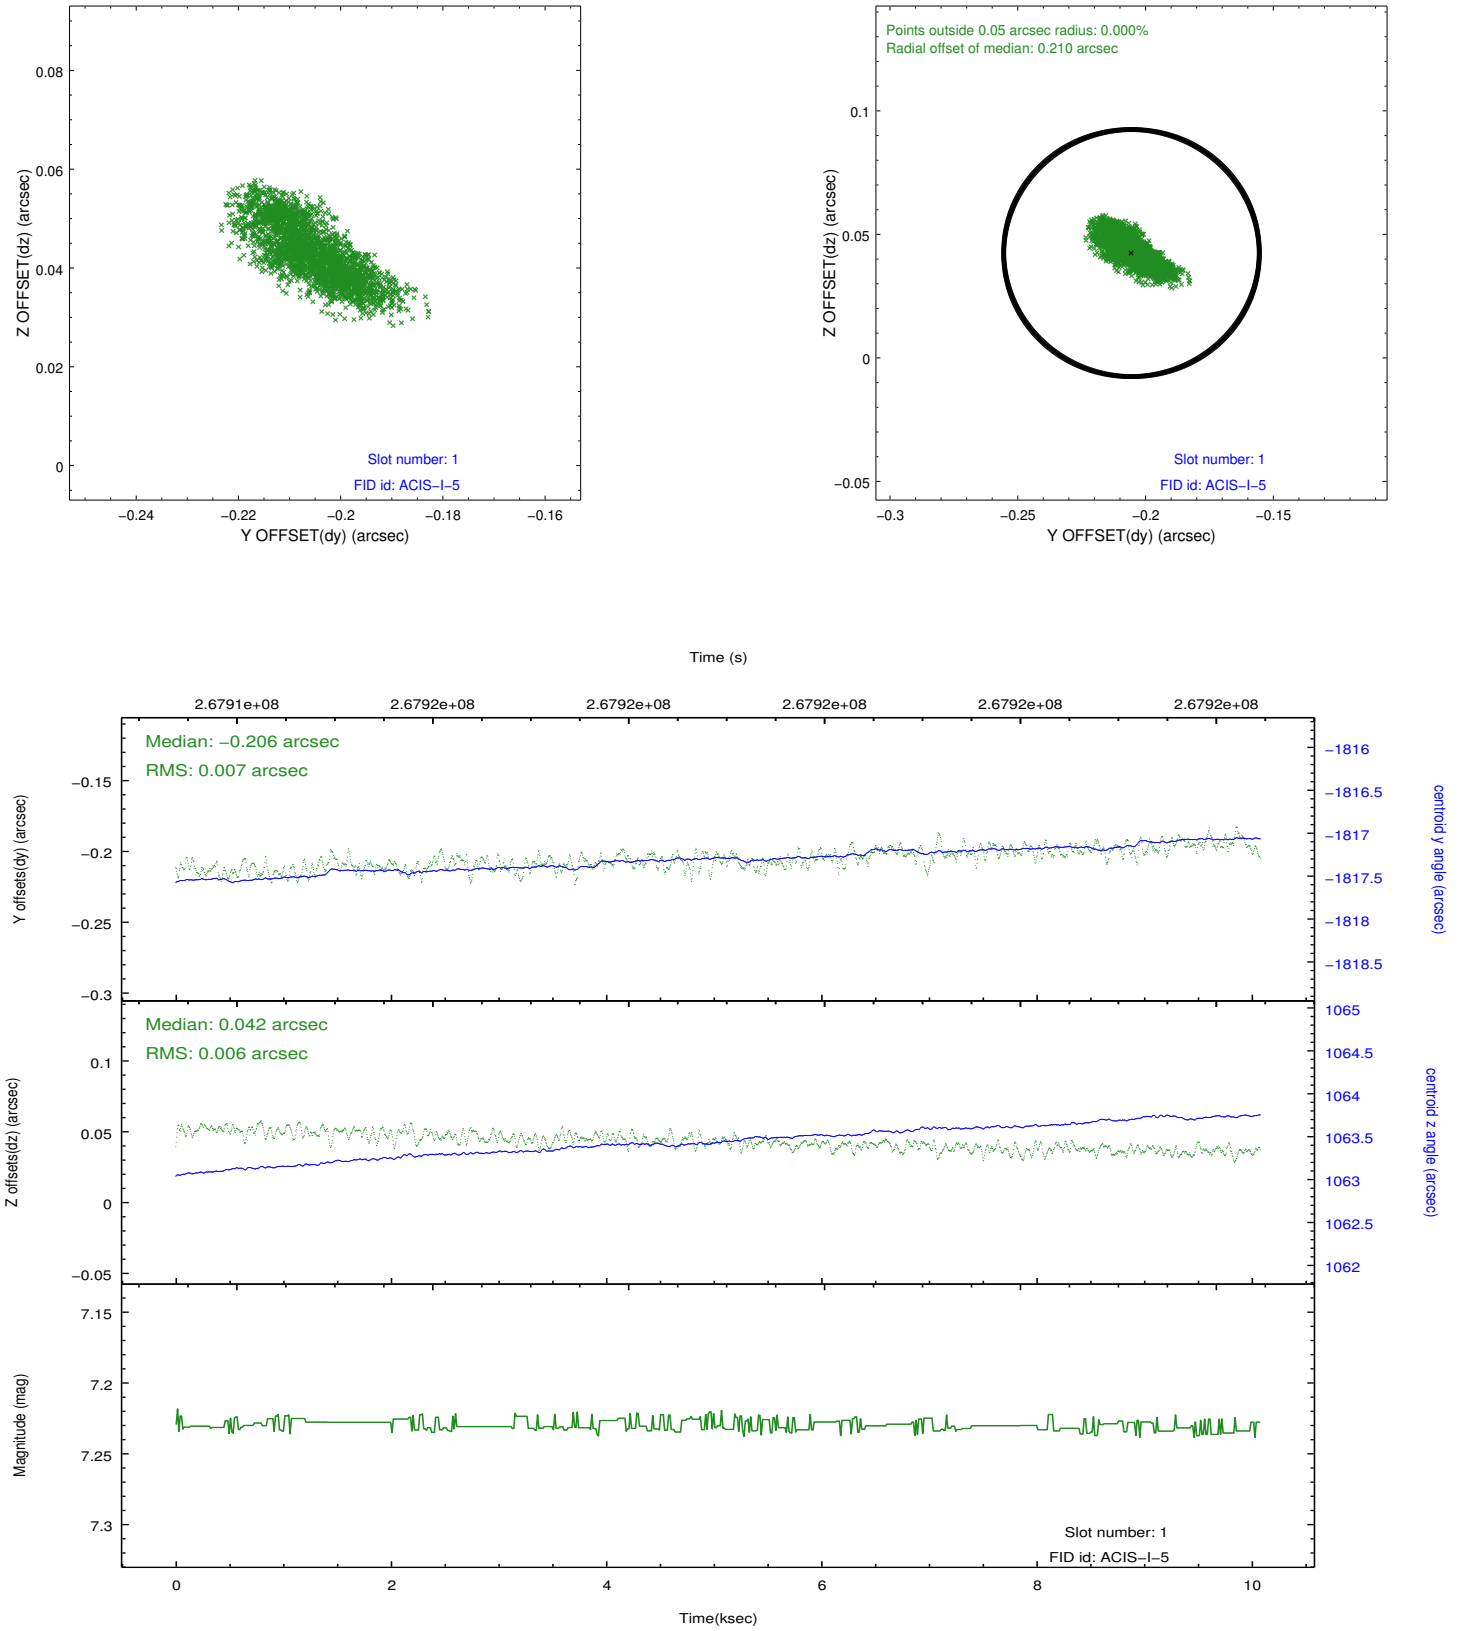 0.08
0.06
0.04
0.02
0
Z OFFSET(dz) (arcsec)
Slot number: 1
FID id: ACIS−I−5
−0.24
−0.22
−0.2
−0.18
−0.16
Y OFFSET(dy) (arcsec)
Points outside 0.05 arcsec radius: 0.000%
Radial offset of median: 0.210 arcsec
0.1
0.05
0
−0.05
Z OFFSET(dz) (arcsec)
Slot number: 1
FID id: ACIS−I−5
−0.3
−0.25
−0.2
−0.15
Y OFFSET(dy) (arcsec)
Time (s)
2.6791e+08
2.6792e+08
2.6792e+08
2.6792e+08
2.6792e+08
2.6792e+08
Median: −0.206 arcsec
RMS: 0.007 arcsec
−0.15
−0.2
−0.25
−0.3
Y offsets(dy) (arcsec)
−1816
−1816.5
−1817
−1817.5
−1818
−1818.5
centroid y angle (arcsec)
Median: 0.042 arcsec
RMS: 0.006 arcsec
0.1
0.05
0
−0.05
Z offsets(dz) (arcsec)
1065
1064.5
1064
1063.5
1063
1062.5
1062
centroid z angle (arcsec)
7.15
7.2
7.25
7.3
Magnitude (mag)
Slot number: 1
FID id: ACIS−I−5
0
2
4
6
8
10
Time(ksec)